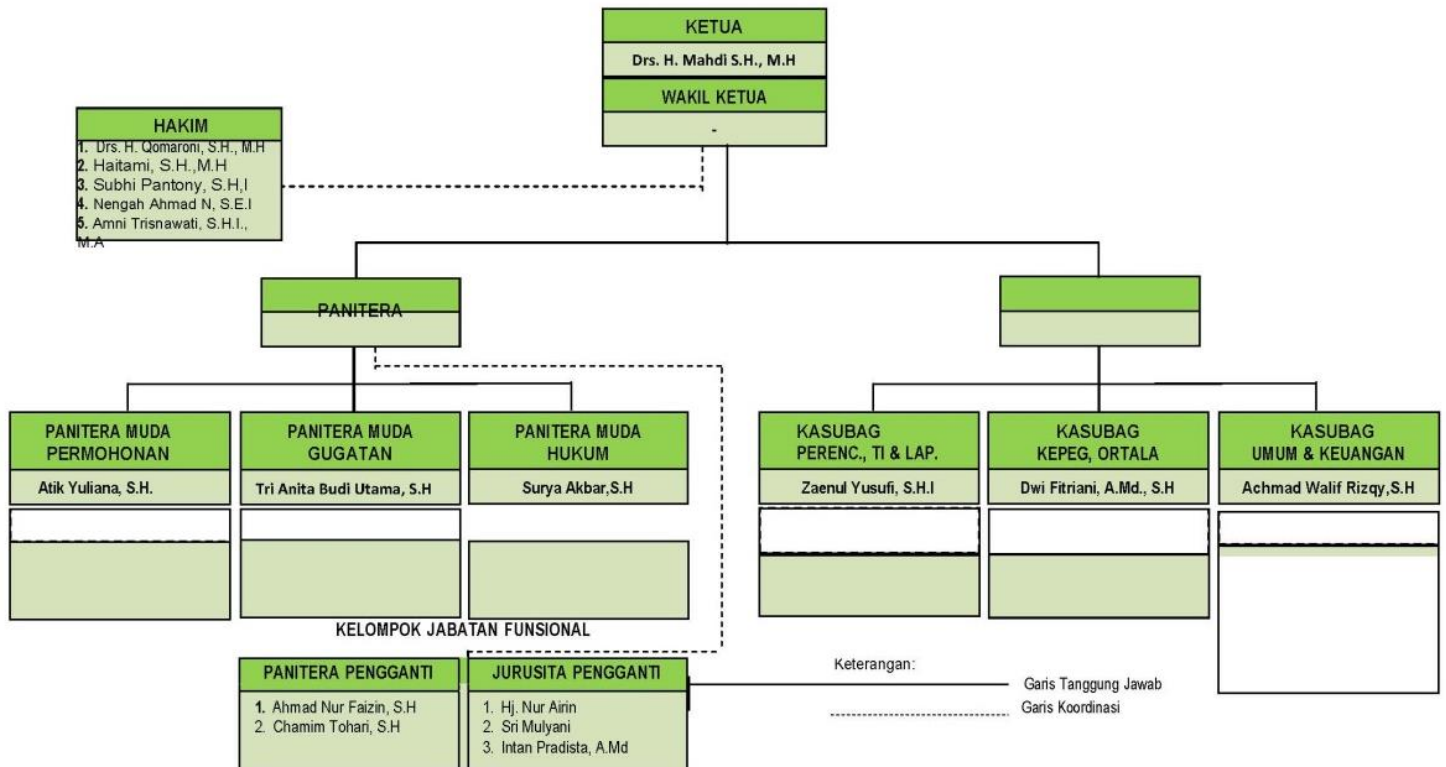 KETUA
Drs. H. Mahdi S.H., M.H
WAKIL KETUA
-
HAKIM
1. Drs. H. Qomaroni, S.H., M.H
2. Haitami, S.H.,M.H
3. Subhi Pantony, S.H,I
4. Nengah Ahmad N, S.E.I
5. Amni Trisnawati, S.H.I.,
M.A
PANITERA
PANITERA MUDA
PERMOHONAN
Atik Yuliana, S.H.
PANITERA MUDA
GUGATAN
Tri Anita Budi Utama, S.H
PANITERA MUDA
HUKUM
Surya Akbar,S.H
KASUBAG
PERENC., TI & LAP.
Zaenul Yusufi, S.H.I
KASUBAG
KEPEG, ORTALA
Dwi Fitriani, A.Md., S.H
KASUBAG
UMUM & KEUANGAN
Achmad Walif Rizqy,S.H
KELOMPOK JABATAN FUNSIONAL
PANITERA PENGGANTI
1. Ahmad Nur Faizin, S.H
2. Chamim Tohari, S.H
JURUSITA PENGGANTI
1. Hj. Nur Airin
2. Sri Mulyani
3. Intan Pradista, A.Md
Keterangan:
Garis Tanggung Jawab
Garis Koordinasi